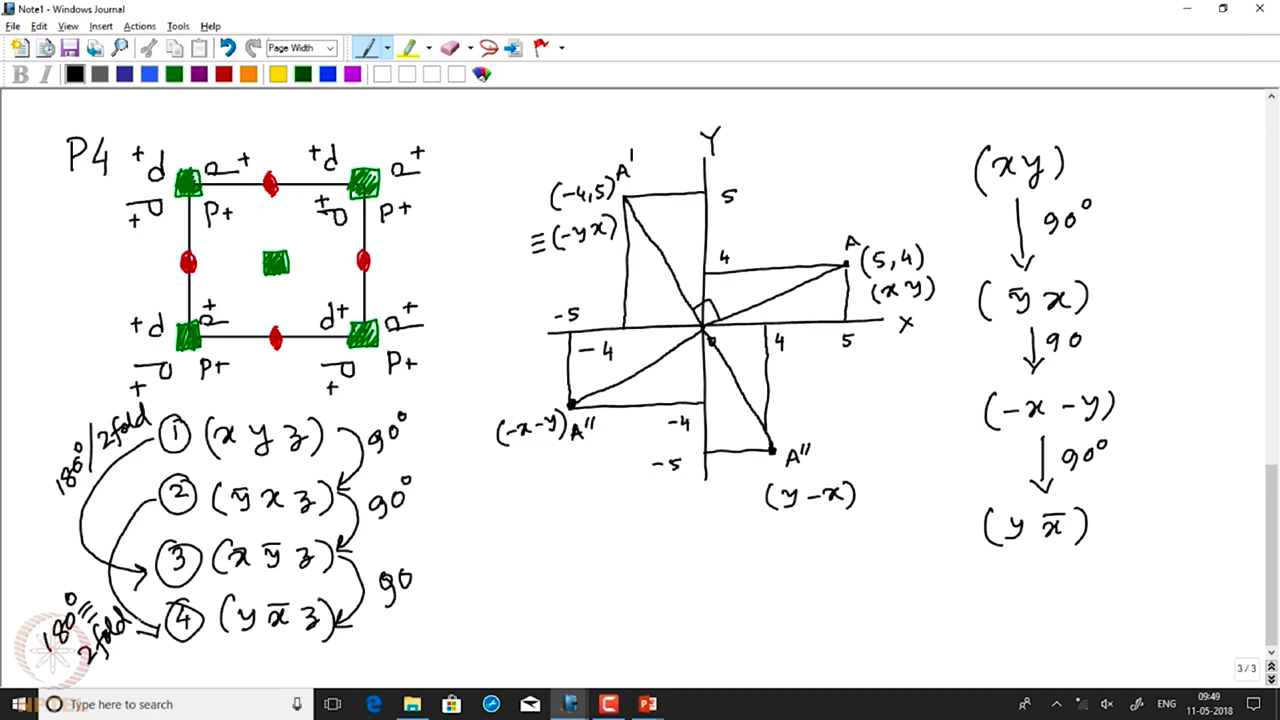 Note1 - Windows Journal
File Edit View Insert Actions Tools Help
Page Width
B I
P4
+d +
+d +
+
P+
+
P+
+d +
d+ +
P+
+
P+
+
180°/2fold
① (x y z)
90°
② (ȳ x z)
90°
③ (x̄ ȳ z)
90
④ (y x̄ z)
180° ≡
2fold
Y
A'
(-4,5)
≡ (-y x)
5
4
A
(5,4)
(x y)
-5
-4
4
5
X
(-x -y) A"
-4
-5
A"
(y -x)
(x y)
90°
(ȳ x)
90
(-x -y)
90°
(y x̄)
3/3
Type here to search
ENG
09:49
11-05-2018